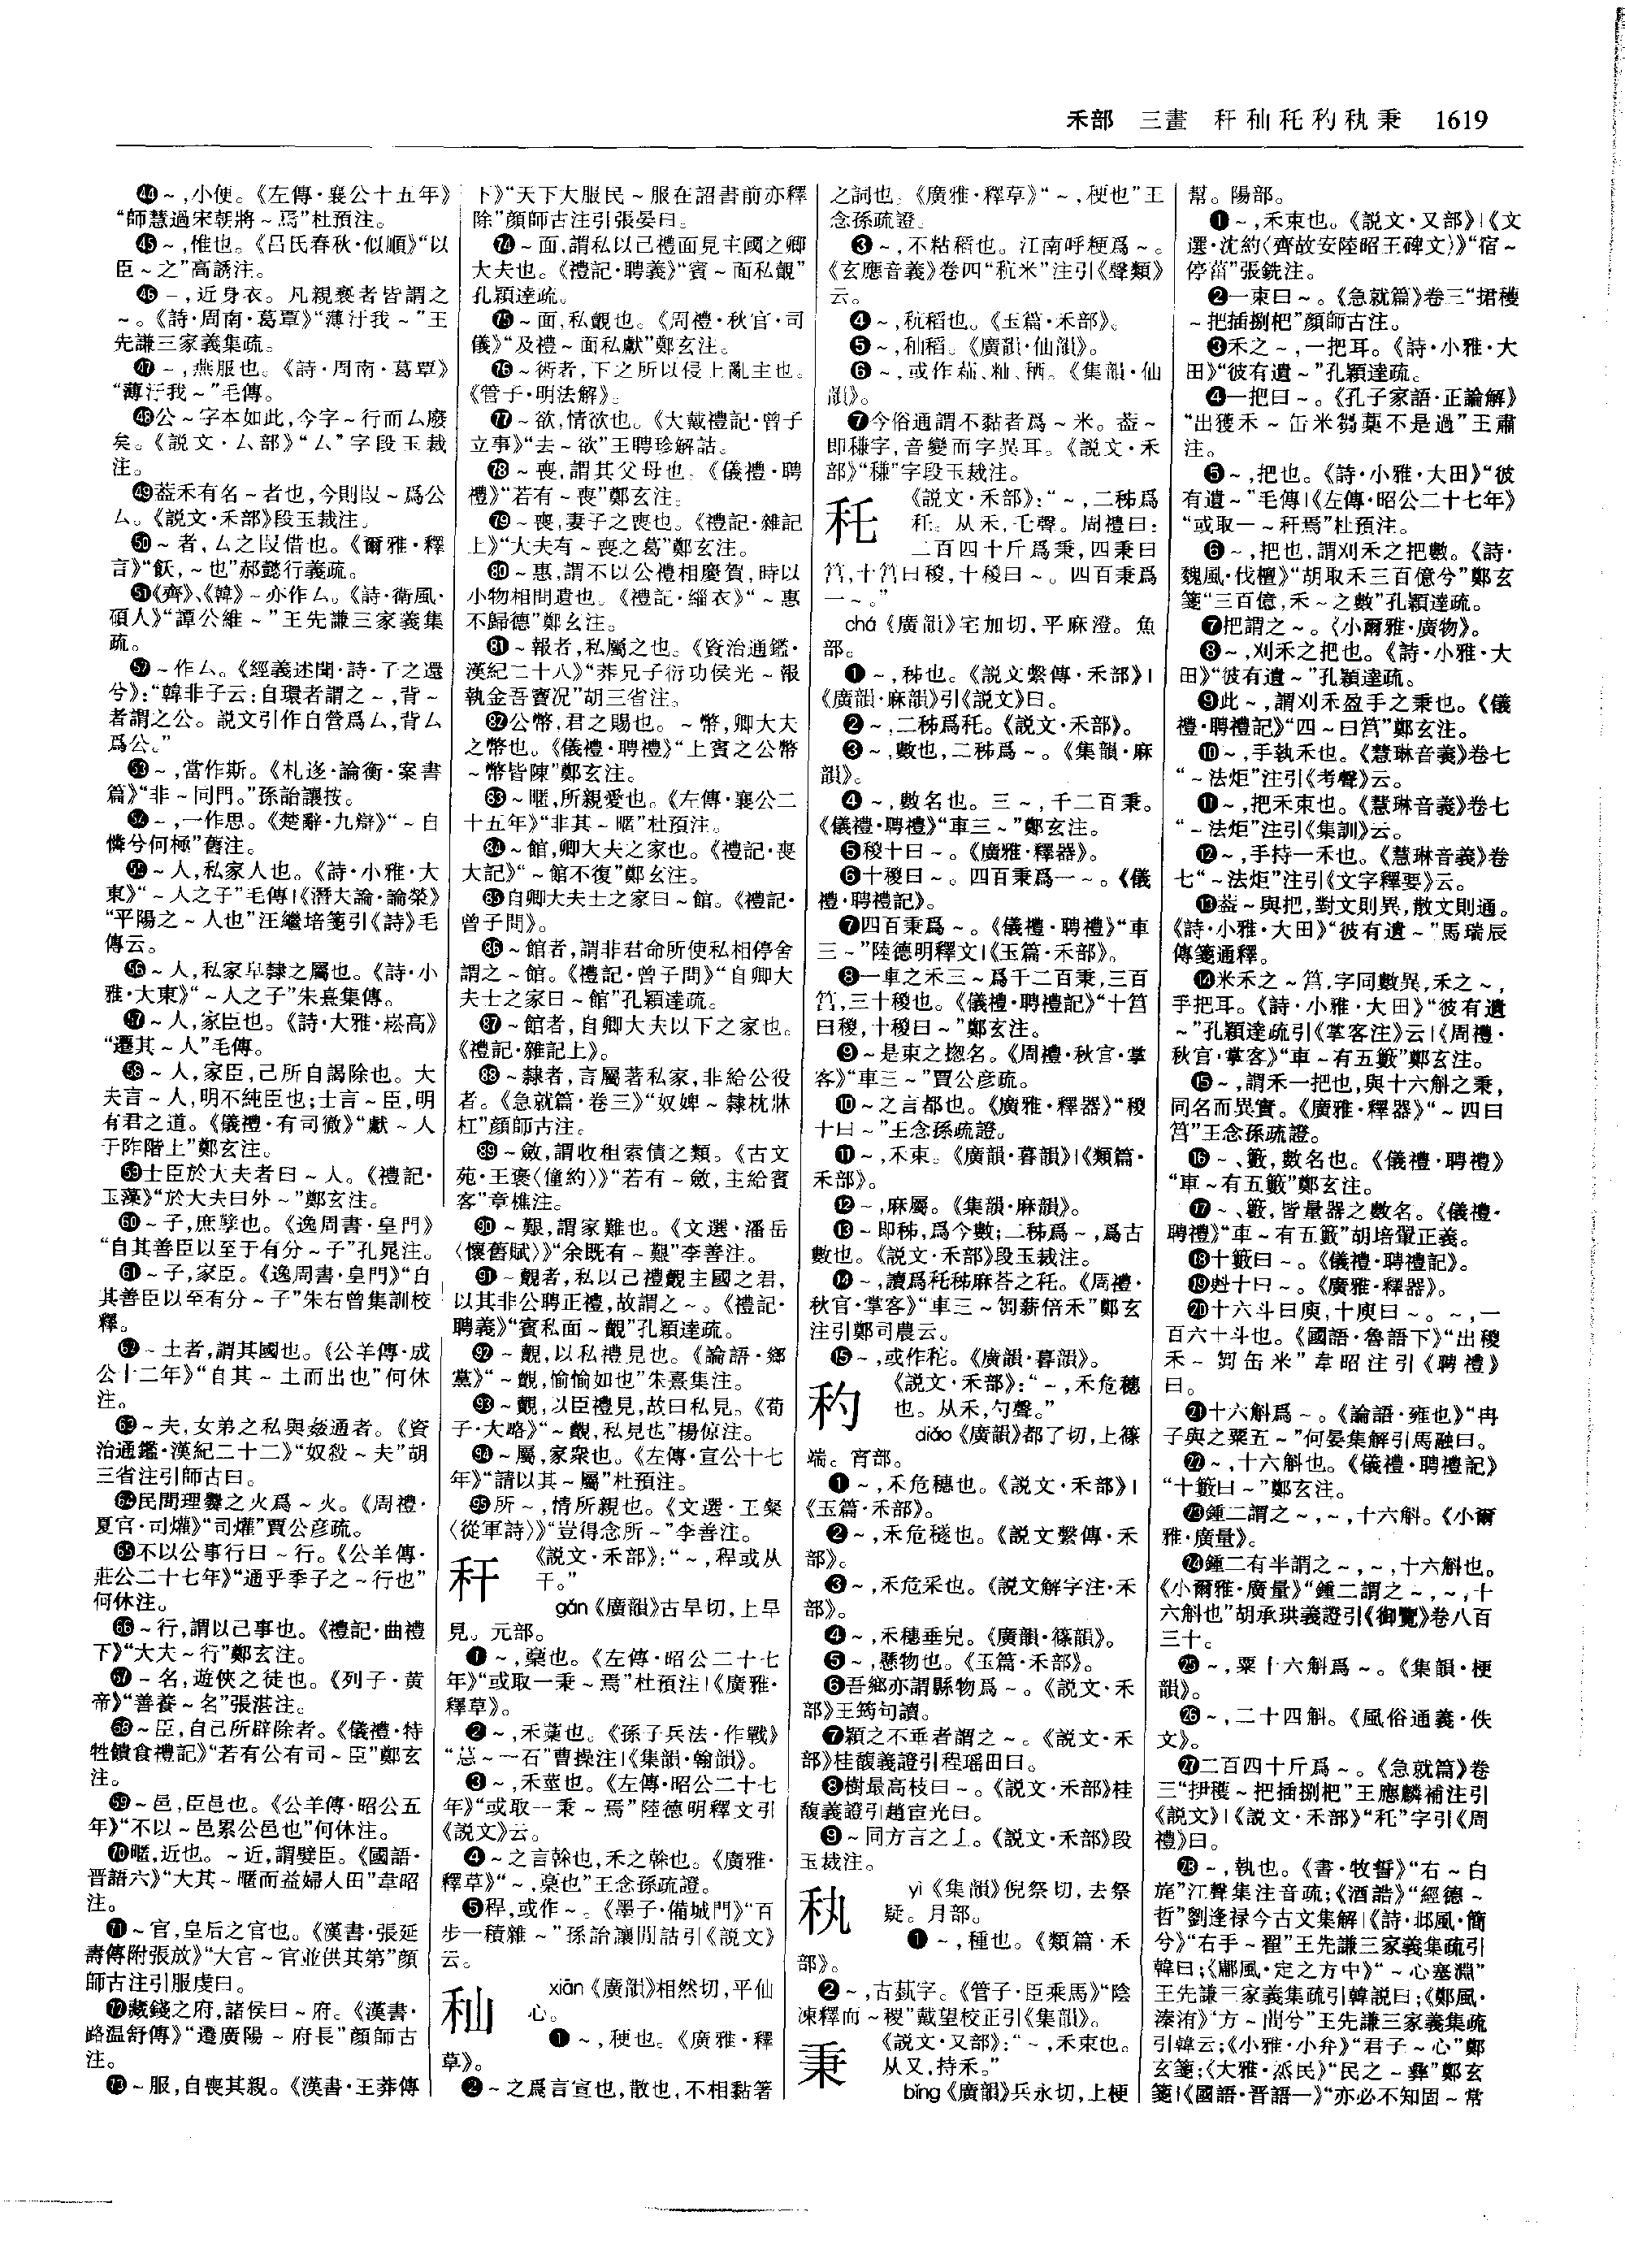 禾部　三畫　秆秈秅秎秇秉　1619
㊹～,小便。《左傳·襄公十五年》
“師慧過宋朝將～焉”杜預注。
㊺～,惟也。《吕氏春秋·似順》“以
臣～之”高誘注。
㊻～,近身衣。凡親褻者皆謂之
～。《詩·周南·葛覃》“薄汙我～”王
先謙三家義集疏。
㊼～,燕服也。《詩·周南·葛覃》
“薄汙我～”毛傳。
㊽公～字本如此,今字～行而厶廢
矣。《説文·厶部》“厶”字段玉裁
注。
㊾葢禾有名～者也,今則叚～爲公
厶。《説文·禾部》段玉裁注。
㊿～者,厶之叚借也。《爾雅·釋
言》“飫,～也”郝懿行義疏。
51《齊》、《韓》～亦作厶。《詩·衛風·
碩人》“譚公維～”王先謙三家義集
疏。
52～作厶。《經義述聞·詩·了之還
兮》:“韓非子云:自環者謂之～,背～
者謂之公。説文引作自營爲厶,背厶
爲公。”
53～,當作斯。《札迻·論衡·案書
篇》“非～同門。”孫詒讓按。
54～,一作思。《楚辭·九辯》“～自
憐兮何極”舊注。
55～人,私家人也。《詩·小雅·大
東》“～人之子”毛傳|《潛夫論·論榮》
“平陽之～人也”汪繼培箋引《詩》毛
傳云。
56～人,私家皁隸之屬也。《詩·小
雅·大東》“～人之子”朱熹集傳。
57～人,家臣也。《詩·大雅·崧高》
“遷其～人”毛傳。
58～人,家臣,己所自謁除也。大
夫言～人,明不純臣也;士言～臣,明
有君之道。《儀禮·有司徹》“獻～人
于阼階上”鄭玄注。
59士臣於大夫者曰～人。《禮記·
玉藻》“於大夫曰外～”鄭玄注。
60～子,庶孽也。《逸周書·皇門》
“自其善臣以至于有分～子”孔晁注。
61～子,家臣。《逸周書·皇門》“自
其善臣以至有分～子”朱右曾集訓校
釋。
62～土者,謂其國也。《公羊傳·成
公十二年》“自其～土而出也”何休
注。
63～夫,女弟之私與姦通者。《資
治通鑑·漢紀二十二》“奴殺～夫”胡
三省注引師古曰。
64民間理爨之火爲～火。《周禮·
夏官·司爟》“司爟”賈公彦疏。
65不以公事行曰～行。《公羊傳·
莊公二十七年》“通乎季子之～行也”
何休注。
66～行,謂以己事也。《禮記·曲禮
下》“大夫～行”鄭玄注。
67～名,遊俠之徒也。《列子·黄
帝》“善養～名”張湛注。
68～臣,自己所辟除者。《儀禮·特
牲饋食禮記》“若有公有司～臣”鄭玄
注。
69～邑,臣邑也。《公羊傳·昭公五
年》“不以～邑累公邑也”何休注。
70暱,近也。～近,謂嬖臣。《國語·
晋語六》“大其～暱而益婦人田”韋昭
注。
71～官,皇后之官也。《漢書·張延
壽傳附張放》“大官～官並供其第”顔
師古注引服虔曰。
72藏錢之府,諸侯曰～府。《漢書·
路温舒傳》“遷廣陽～府長”顔師古
注。
73～服,自喪其親。《漢書·王莽傳
下》“天下大服民～服在詔書前亦釋
除”顔師古注引張晏曰。
74～面,謂私以己禮面見主國之卿
大夫也。《禮記·聘義》“賓～面私覿”
孔穎達疏。
75～面,私覿也。《周禮·秋官·司
儀》“及禮～面私獻”鄭玄注。
76～術者,下之所以侵上亂主也。
《管子·明法解》。
77～欲,情欲也。《大戴禮記·曾子
立事》“去～欲”王聘珍解詁。
78～喪,謂其父母也。《儀禮·聘
禮》“若有～喪”鄭玄注。
79～喪,妻子之喪也。《禮記·雜記
上》“大夫有～喪之葛”鄭玄注。
80～惠,謂不以公禮相慶賀,時以
小物相問遺也。《禮記·緇衣》“～惠
不歸德”鄭玄注。
81～報者,私屬之也。《資治通鑑·
漢紀二十八》“莽兄子衍功侯光～報
執金吾竇况”胡三省注。
82公幣,君之賜也。～幣,卿大夫
之幣也。《儀禮·聘禮》“上賓之公幣
～幣皆陳”鄭玄注。
83～暱,所親愛也。《左傳·襄公二
十五年》“非其～暱”杜預注。
84～館,卿大夫之家也。《禮記·喪
大記》“～館不復”鄭玄注。
85自卿大夫士之家曰～館。《禮記·
曾子問》。
86～館者,謂非君命所使私相停舍
謂之～館。《禮記·曾子問》“自卿大
夫士之家曰～館”孔穎達疏。
87～館者,自卿大夫以下之家也。
《禮記·雜記上》。
88～隸者,言屬著私家,非給公役
者。《急就篇·卷三》“奴婢～隸枕牀
杠”顔師古注。
89～斂,謂收租索債之類。《古文
苑·王褒〈僮約〉》“若有～斂,主給賓
客”章樵注。
90～艱,謂家難也。《文選·潘岳
〈懷舊賦〉》“余既有～艱”李善注。
91～覿者,私以己禮覿主國之君,
以其非公聘正禮,故謂之～。《禮記·
聘義》“賓私面～覿”孔穎達疏。
92～覿,以私禮見也。《論語·鄉
黨》“～覿,愉愉如也”朱熹集注。
93～覿,以臣禮見,故曰私見。《荀
子·大略》“～覿,私見也”楊倞注。
94～屬,家衆也。《左傳·宣公十七
年》“請以其～屬”杜預注。
95所～,情所親也。《文選·王粲
〈從軍詩〉》“豈得念所～”李善注。
秆　《説文·禾部》:“～,稈或从
干。”
gǎn《廣韻》古旱切,上旱
見。元部。
❶～,稾也。《左傳·昭公二十七
年》“或取一秉～焉”杜預注|《廣雅·
釋草》。
❷～,禾藁也。《孫子兵法·作戰》
“𦮼～一石”曹操注|《集韻·翰韻》。
❸～,禾莖也。《左傳·昭公二十七
年》“或取一秉～焉”陸德明釋文引
《説文》云。
❹～之言榦也,禾之榦也。《廣雅·
釋草》“～,稾也”王念孫疏證。
❺稈,或作～。《墨子·備城門》“百
步一積雜～”孫詒讓閒詁引《説文》
云。
秈　xiān《廣韻》相然切,平仙
心。
❶～,稉也。《廣雅·釋
草》。
❷～之爲言宣也,散也,不相黏著
之詞也。《廣雅·釋草》“～,稉也”王
念孫疏證。
❸～,不粘稻也。江南呼粳爲～。
《玄應音義》卷四“秔米”注引《聲類》
云。
❹～,秔稻也。《玉篇·禾部》。
❺～,秈稻。《廣韻·仙韻》。
❻～,或作𥻧、籼、粞。《集韻·仙
韻》。
❼今俗通謂不黏者爲～米。葢～
即稴字,音變而字異耳。《説文·禾
部》“稴”字段玉裁注。
秅　《説文·禾部》:“～,二秭爲
秅。从禾,乇聲。周禮曰:
二百四十斤爲秉,四秉曰
筥,十筥曰稯,十稯曰～。四百秉爲
一～。”
chá《廣韻》宅加切,平麻澄。魚
部。
❶～,秭也。《説文繫傳·禾部》|
《廣韻·麻韻》引《説文》曰。
❷～,二秭爲秅。《説文·禾部》。
❸～,數也,二秭爲～。《集韻·麻
韻》。
❹～,數名也。三～,千二百秉。
《儀禮·聘禮》“車三～”鄭玄注。
❺稯十曰～。《廣雅·釋器》。
❻十稯曰～。四百秉爲一～。《儀
禮·聘禮記》。
❼四百秉爲～。《儀禮·聘禮》“車
三～”陸德明釋文|《玉篇·禾部》。
❽一車之禾三～爲千二百秉,三百
筥,三十稯也。《儀禮·聘禮記》“十筥
曰稯,十稯曰～”鄭玄注。
❾～是束之揔名。《周禮·秋官·掌
客》“車三～”賈公彦疏。
❿～之言都也。《廣雅·釋器》“稯
十曰～”王念孫疏證。
⓫～,禾束。《廣韻·暮韻》|《類篇·
禾部》。
⓬～,麻屬。《集韻·麻韻》。
⓭～即秭,爲今數;二秭爲～,爲古
數也。《説文·禾部》段玉裁注。
⓮～,讀爲秅秭麻荅之秅。《周禮·
秋官·掌客》“車三～芻薪倍禾”鄭玄
注引鄭司農云。
⓯～,或作䄍。《廣韻·暮韻》。
䄪　《説文·禾部》:“～,禾危穗
也。从禾,勺聲。”
diǎo《廣韻》都了切,上篠
端。宵部。
❶～,禾危穗也。《説文·禾部》|
《玉篇·禾部》。
❷～,禾危穟也。《説文繫傳·禾
部》。
❸～,禾危采也。《説文解字注·禾
部》。
❹～,禾穗垂皃。《廣韻·篠韻》。
❺～,懸物也。《玉篇·禾部》。
❻吾鄉亦謂縣物爲～。《説文·禾
部》王筠句讀。
❼穎之不垂者謂之～。《説文·禾
部》桂馥義證引程瑶田曰。
❽樹最高枝曰～。《説文·禾部》桂
馥義證引趙宧光曰。
❾～同方言之𠄏。《説文·禾部》段
玉裁注。
秇　yì《集韻》倪祭切,去祭
疑。月部。
❶～,種也。《類篇·禾
部》。
❷～,古蓺字。《管子·臣乘馬》“陰
凍釋而～稷”戴望校正引《集韻》。
秉　《説文·又部》:“～,禾束也。
从又,持禾。”
bǐng《廣韻》兵永切,上梗
幫。陽部。
❶～,禾束也。《説文·又部》|《文
選·沈約〈齊故安陸昭王碑文〉》“宿～
停菑”張銑注。
❷一束曰～。《急就篇》卷三“捃穫
～把插捌杷”顔師古注。
❸禾之～,一把耳。《詩·小雅·大
田》“彼有遺～”孔穎達疏。
❹一把曰～。《孔子家語·正論解》
“出獲禾～缶米芻藁不是過”王肅
注。
❺～,把也。《詩·小雅·大田》“彼
有遺～”毛傳|《左傳·昭公二十七年》
“或取一～秆焉”杜預注。
❻～,把也,謂刈禾之把數。《詩·
魏風·伐檀》“胡取禾三百億兮”鄭玄
箋“三百億,禾～之數”孔穎達疏。
❼把謂之～。《小爾雅·廣物》。
❽～,刈禾之把也。《詩·小雅·大
田》“彼有遺～”孔穎達疏。
❾此～,謂刈禾盈手之秉也。《儀
禮·聘禮記》“四～曰筥”鄭玄注。
❿～,手執禾也。《慧琳音義》卷七
“～法炬”注引《考聲》云。
⓫～,把禾束也。《慧琳音義》卷七
“～法炬”注引《集訓》云。
⓬～,手持一禾也。《慧琳音義》卷
七“～法炬”注引《文字釋要》云。
⓭葢～與把,對文則異,散文則通。
《詩·小雅·大田》“彼有遺～”馬瑞辰
傳箋通釋。
⓮米禾之～筥,字同數異,禾之～,
手把耳。《詩·小雅·大田》“彼有遺
～”孔穎達疏引《掌客注》云|《周禮·
秋官·掌客》“車～有五籔”鄭玄注。
⓯～,謂禾一把也,與十六斛之秉,
同名而異實。《廣雅·釋器》“～四曰
筥”王念孫疏證。
⓰～、籔,數名也。《儀禮·聘禮》
“車～有五籔”鄭玄注。
⓱～、籔,皆量器之數名。《儀禮·
聘禮》“車～有五籔”胡培翬正義。
⓲十籔曰～。《儀禮·聘禮記》。
⓳㪷十曰～。《廣雅·釋器》。
⓴十六斗曰庾,十庾曰～。～,一
百六十斗也。《國語·魯語下》“出稯
禾～芻缶米”韋昭注引《聘禮》
曰。
㉑十六斛爲～。《論語·雍也》“冉
子與之粟五～”何晏集解引馬融曰。
㉒～,十六斛也。《儀禮·聘禮記》
“十籔曰～”鄭玄注。
㉓鍾二謂之～,～,十六斛。《小爾
雅·廣量》。
㉔鍾二有半謂之～,～,十六斛也。
《小爾雅·廣量》“鍾二謂之～,～,十
六斛也”胡承珙義證引《御覽》卷八百
三十。
㉕～,粟十六斛爲～。《集韻·梗
韻》。
㉖～,二十四斛。《風俗通義·佚
文》。
㉗二百四十斤爲～。《急就篇》卷
三“捃穫～把插捌杷”王應麟補注引
《説文》|《説文·禾部》“秅”字引《周
禮》曰。
㉘～,執也。《書·牧誓》“右～白
旄”江聲集注音疏;《酒誥》“經德～
哲”劉逢禄今古文集解|《詩·邶風·簡
兮》“右手～翟”王先謙三家義集疏引
韓曰;《鄘風·定之方中》“～心塞淵”
王先謙三家義集疏引韓説曰;《鄭風·
溱洧》“方～蕑兮”王先謙三家義集疏
引韓云;《小雅·小弁》“君子～心”鄭
玄箋;《大雅·烝民》“民之～彝”鄭玄
箋|《國語·晋語一》“亦必不知固～常